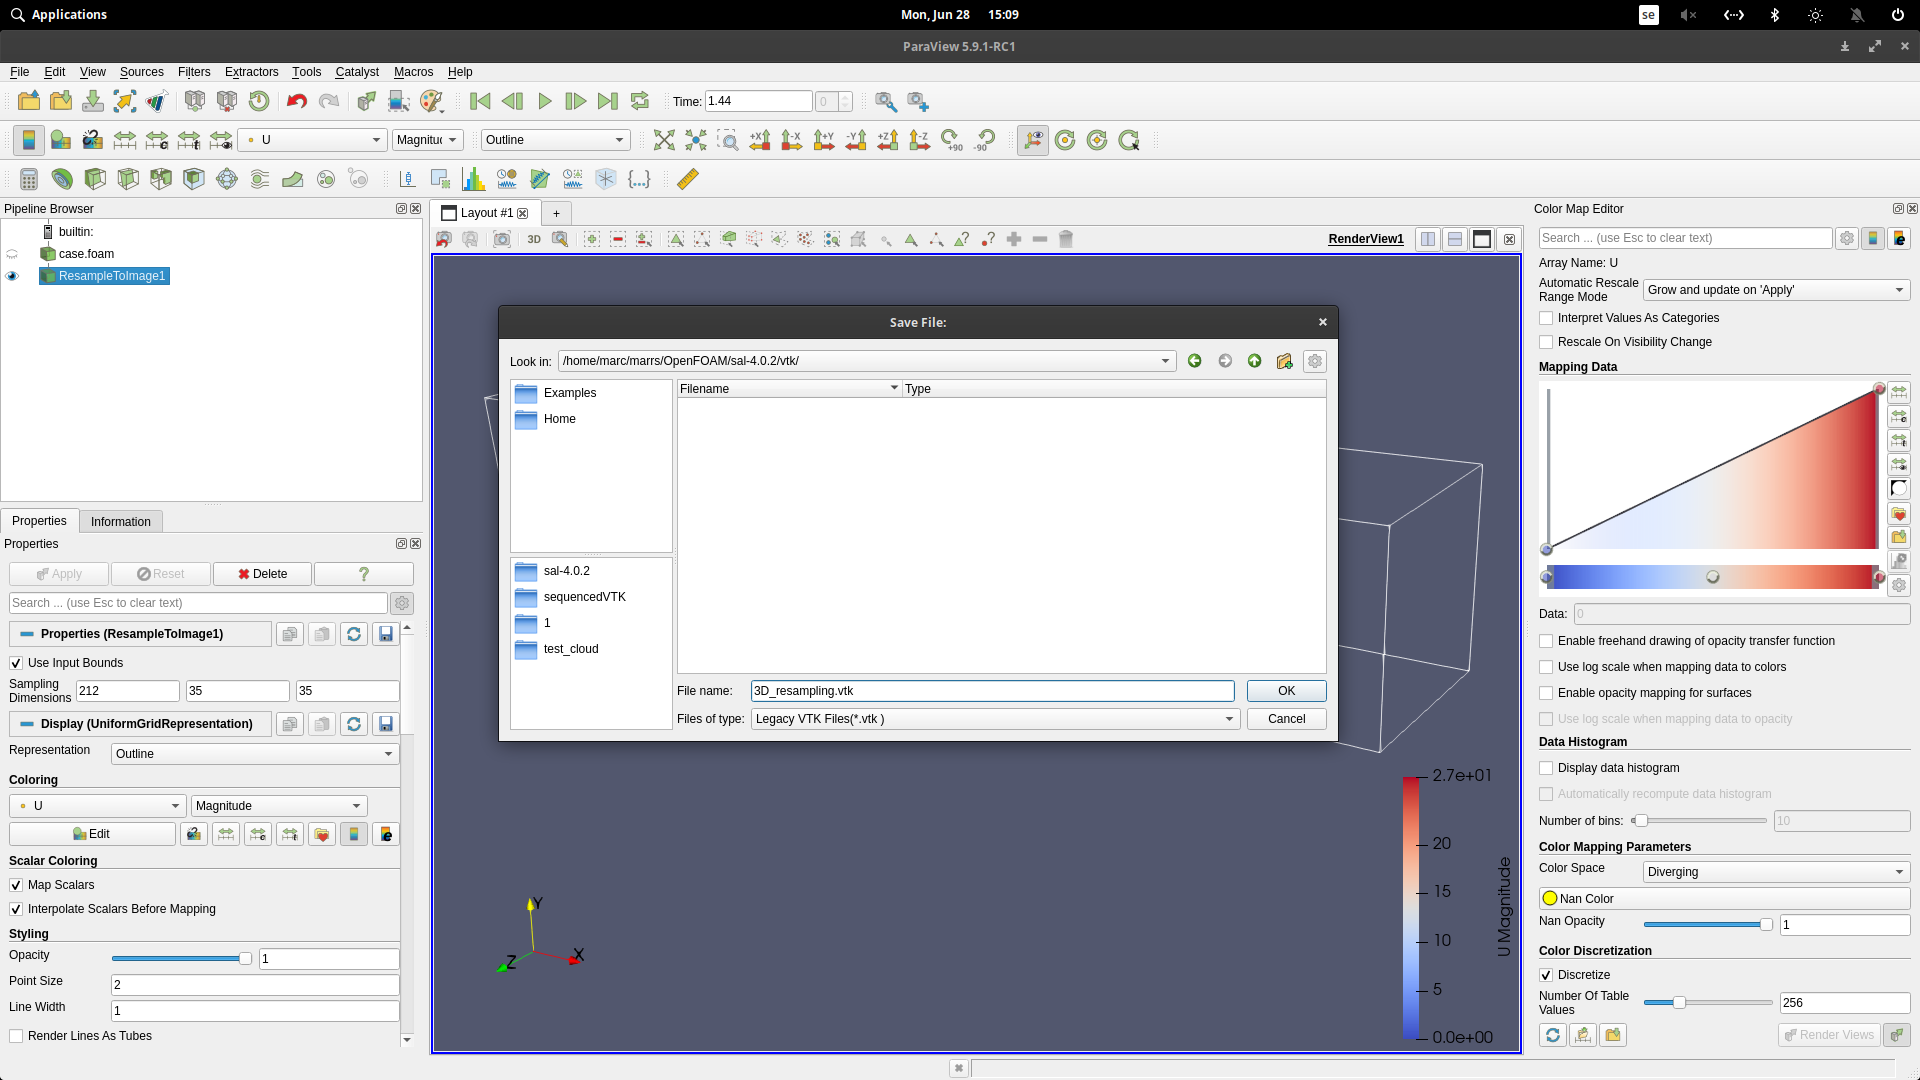 Applications
Mon, Jun 28 15:09
se
ParaView 5.9.1-RC1
File Edit View Sources Filters Extractors Tools Catalyst Macros Help
Time: 1.44 0
U Magnituc Outline
+X -X +Y -Y +Z -Z +90 -90
Pipeline Browser
builtin:
case.foam
ResampleToImage1
Properties Information
Properties
Apply Reset Delete ?
Search ... (use Esc to clear text)
Properties (ResampleToImage1)
Use Input Bounds
Sampling
Dimensions 212 35 35
Display (UniformGridRepresentation)
Representation Outline
Coloring
U Magnitude
Edit
Scalar Coloring
Map Scalars
Interpolate Scalars Before Mapping
Styling
Opacity 1
Point Size 2
Line Width 1
Render Lines As Tubes
Layout #1 +
3D
RenderView1
Save File:
Look in: /home/marc/marrs/OpenFOAM/sal-4.0.2/vtk/
Examples
Home
Filename Type
sal-4.0.2
sequencedVTK
1
test_cloud
File name: 3D_resampling.vtk OK
Files of type: Legacy VTK Files(*.vtk ) Cancel
2.7e+01
20
15
10
5
0.0e+00
U Magnitude
Y
Z
X
Color Map Editor
Search ... (use Esc to clear text)
Array Name: U
Automatic Rescale
Range Mode Grow and update on 'Apply'
Interpret Values As Categories
Rescale On Visibility Change
Mapping Data
Data: 0
Enable freehand drawing of opacity transfer function
Use log scale when mapping data to colors
Enable opacity mapping for surfaces
Use log scale when mapping data to opacity
Data Histogram
Display data histogram
Automatically recompute data histogram
Number of bins: 10
Color Mapping Parameters
Color Space Diverging
Nan Color
Nan Opacity 1
Color Discretization
Discretize
Number Of Table
Values 256
Render Views